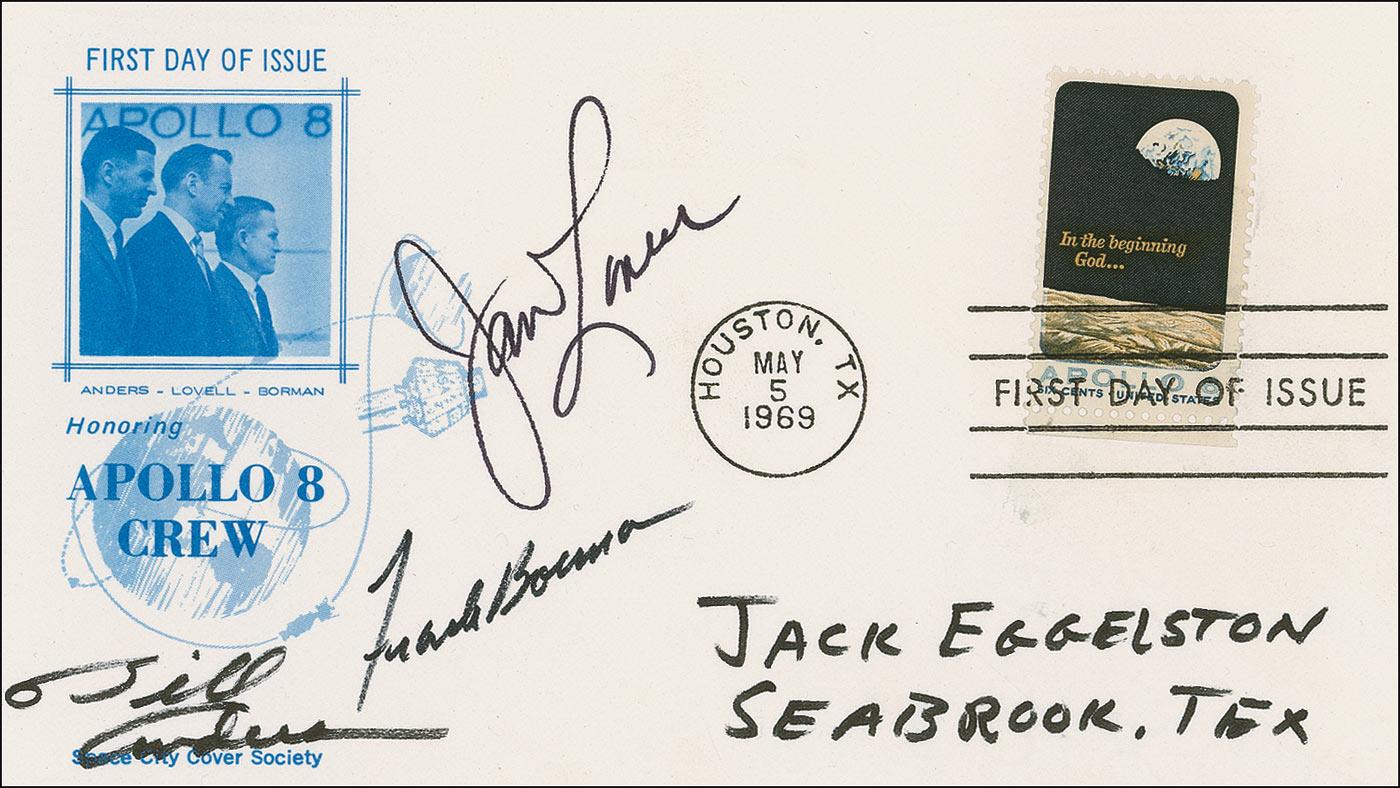 FIRST DAY OF ISSUE
APOLLO 8
ANDERS - LOVELL - BORMAN
Honoring
APOLLO 8
CREW
Space City Cover Society
James Lovell
Frank Borman
Bill
Anders
HOUSTON, TX
MAY
5
1969
In the beginning
God...
APOLLO 8
SIX CENTS UNITED STATES
FIRST DAY OF ISSUE
JACK EGGELSTON
SEABROOK, TEX